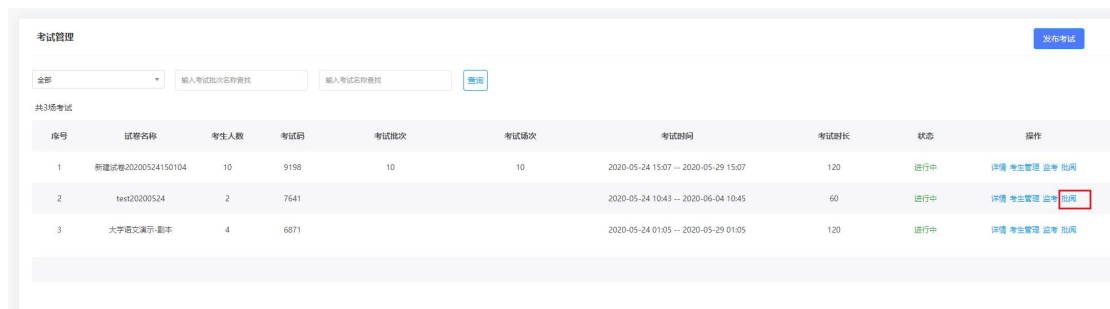 考试管理
发布考试
全部 输入考试批次名称查找 输入考试名称查找 查询
共3场考试
序号 试卷名称 考生人数 考试码 考试批次 考试场次 考试时间 考试时长 状态 操作
1 新建试卷20200524150104 10 9198 10 10 2020-05-24 15:07 -- 2020-05-29 15:07 120 进行中 详情 考生管理 监考 批阅
2 test20200524 2 7641 2020-05-24 10:43 -- 2020-06-04 10:45 60 进行中 详情 考生管理 监考 批阅
3 大学语文演示-副本 4 6871 2020-05-24 01:05 -- 2020-05-29 01:05 120 进行中 详情 考生管理 监考 批阅